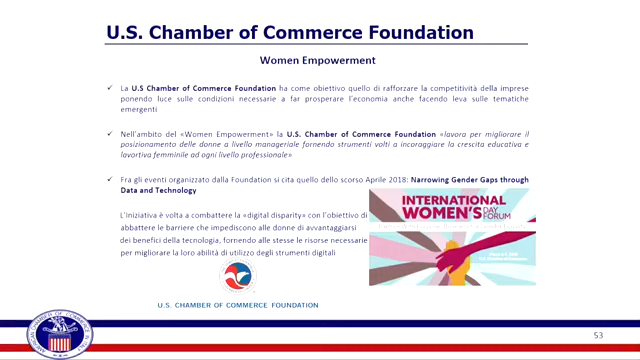 U.S. Chamber of Commerce Foundation
Women Empowerment
✓ La U.S Chamber of Commerce Foundation ha come obiettivo quello di rafforzare la competitività della imprese
ponendo luce sulle condizioni necessarie a far prosperare l'economia anche facendo leva sulle tematiche
emergenti
✓ Nell'ambito del «Women Empowerment» la U.S. Chamber of Commerce Foundation «lavora per migliorare il
posizionamento delle donne a livello manageriale fornendo strumenti volti a incoraggiare la crescita educativa e
lavortiva femminile ad ogni livello professionale»
✓ Fra gli eventi organizzato dalla Foundation si cita quello dello scorso Aprile 2018: Narrowing Gender Gaps through
Data and Technology
L'Iniziativa è volta a combattere la «digital disparity» con l'obiettivo di
abbattere le barriere che impediscono alle donne di avvantaggiarsi
dei benefici della tecnologia, fornendo alle stesse le risorse necessarie
per migliorare la loro abilità di utilizzo degli strumenti digitali
INTERNATIONAL
WOMEN'S DAY FORUM
U.S. CHAMBER OF COMMERCE FOUNDATION
AMERICAN CHAMBER OF COMMERCE IN ITALY
53